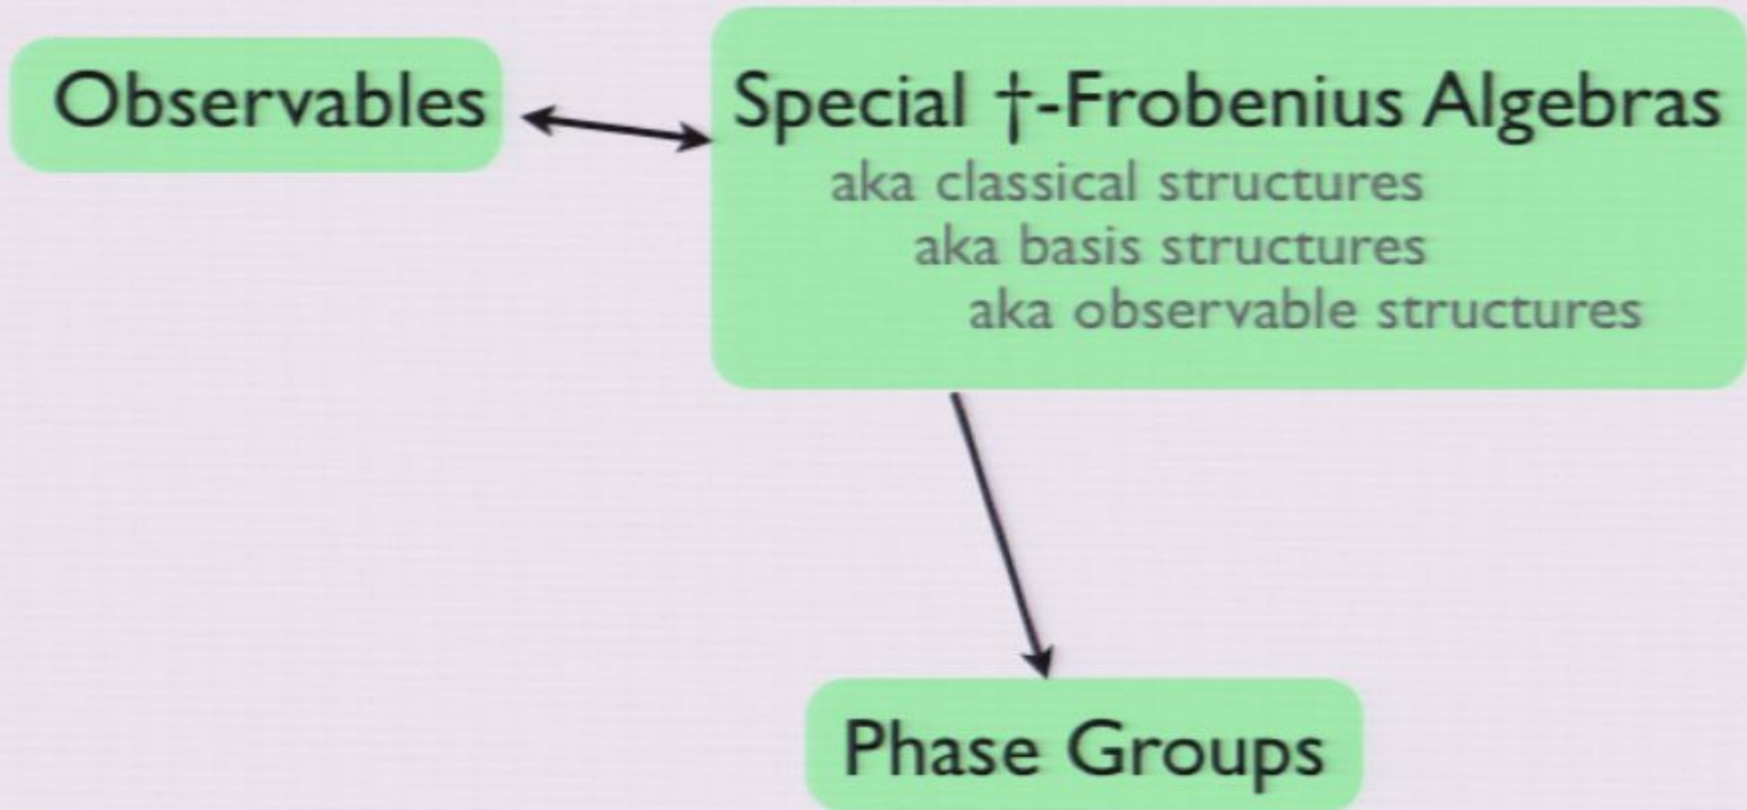 Observables
Special †-Frobenius Algebras
aka classical structures
aka basis structures
aka observable structures
Phase Groups